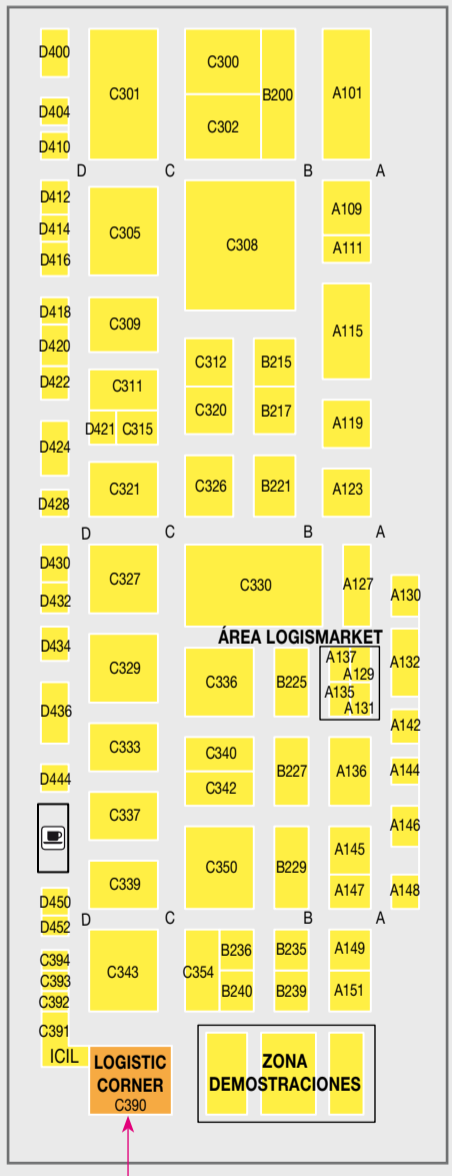 D400
C301
C300
B200
A101
D404
C302
D410
D
C
B
A
D412
C305
C308
A109
D414
A111
D416
D418
C309
A115
D420
C312
B215
D422
C311
C320
B217
A119
D421
C315
D424
C321
C326
B221
A123
D428
D
C
B
A
D430
C327
C330
A127
A130
D432
ÁREA LOGISMARKET
D434
C329
C336
B225
A137
A129
A135
A131
A132
D436
A142
C333
C340
B227
A136
D444
C342
A144
C337
C350
B229
A145
A146
C339
A147
A148
D450
D
C
B
A
D452
C343
C354
B236
B235
A149
C394
C393
B240
B239
A151
C392
C391
ICIL
LOGISTIC
CORNER
C390
ZONA
DEMOSTRACIONES